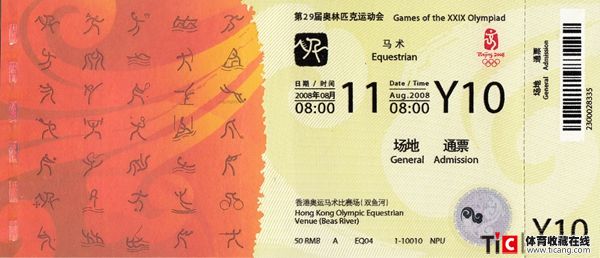 第29届奥林匹克运动会 Games of the XXIX Olympiad
马术
Equestrian
Beijing 2008
日期 / 时间
2008年08月
08:00
11
Date / Time
Aug.2008
08:00
Y10
场地 通票
General Admission
香港奥运马术比赛场(双鱼河)
Hong Kong Olympic Equestrian
Venue (Beas River)
50 RMB A EQ04 1-10010 NPU
场地 通票
General Admission
2300028335
Y10
TiC 体育收藏在线
www.ticang.com